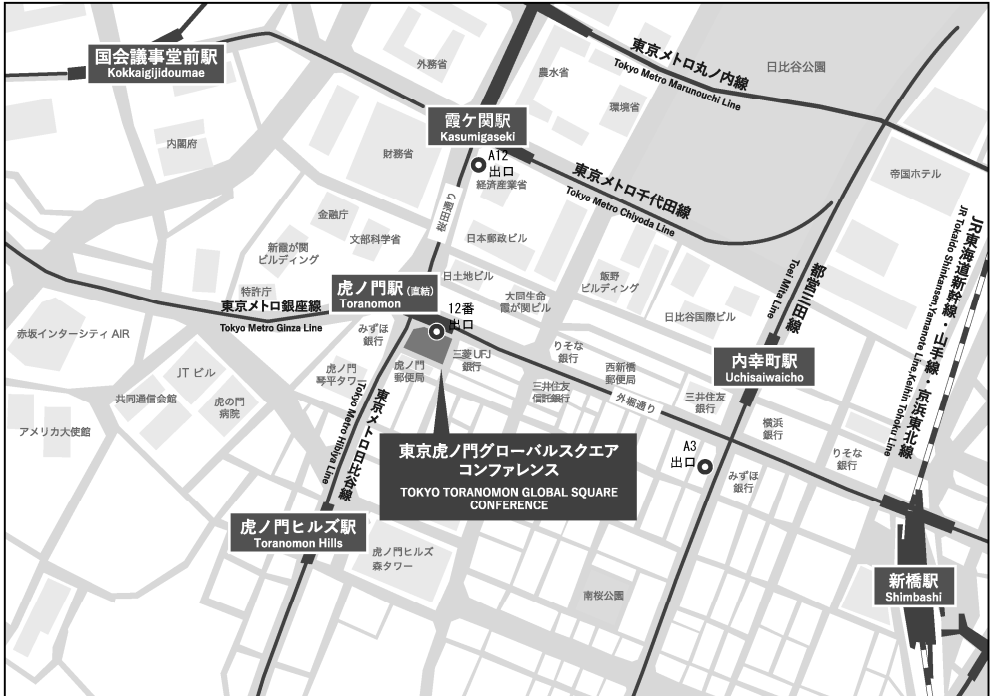 国会議事堂前駅
Kokkaigijidoumae
外務省
農水省
東京メトロ丸ノ内線
Tokyo Metro Marunouchi Line
日比谷公園
環境省
霞ケ関駅
Kasumigaseki
内閣府
財務省
A12
出口
経済産業省
東京メトロ千代田線
Tokyo Metro Chiyoda Line
帝国ホテル
桜田通り
金融庁
文部科学省
日本郵政ビル
新霞が関
ビルディング
JR東海道新幹線・山手線・京浜東北線
JR Tokaido Shinkansen,Yamanote Line,Keihin Tohoku Line
都営三田線
Toei Mita Line
日土地ビル
飯野
ビルディング
特許庁
虎ノ門駅(直結)
Toranomon
大同生命
霞が関ビル
東京メトロ銀座線
Tokyo Metro Ginza Line
12番
出口
日比谷国際ビル
赤坂インターシティ AIR
みずほ
銀行
りそな
銀行
三菱UFJ
銀行
虎ノ門
郵便局
西新橋
郵便局
内幸町駅
Uchisaiwaicho
JT ビル
虎ノ門
琴平タワー
共同通信会館
虎の門
病院
三井住友
信託銀行
外堀通り
三井住友
銀行
アメリカ大使館
東京メトロ日比谷線
Tokyo Metro Hibiya Line
横浜
銀行
A3
出口
りそな
銀行
みずほ
銀行
東京虎ノ門グローバルスクエア
コンファレンス
TOKYO TORANOMON GLOBAL SQUARE
CONFERENCE
虎ノ門ヒルズ駅
Toranomon Hills
虎ノ門ヒルズ
森タワー
南桜公園
新橋駅
Shimbashi